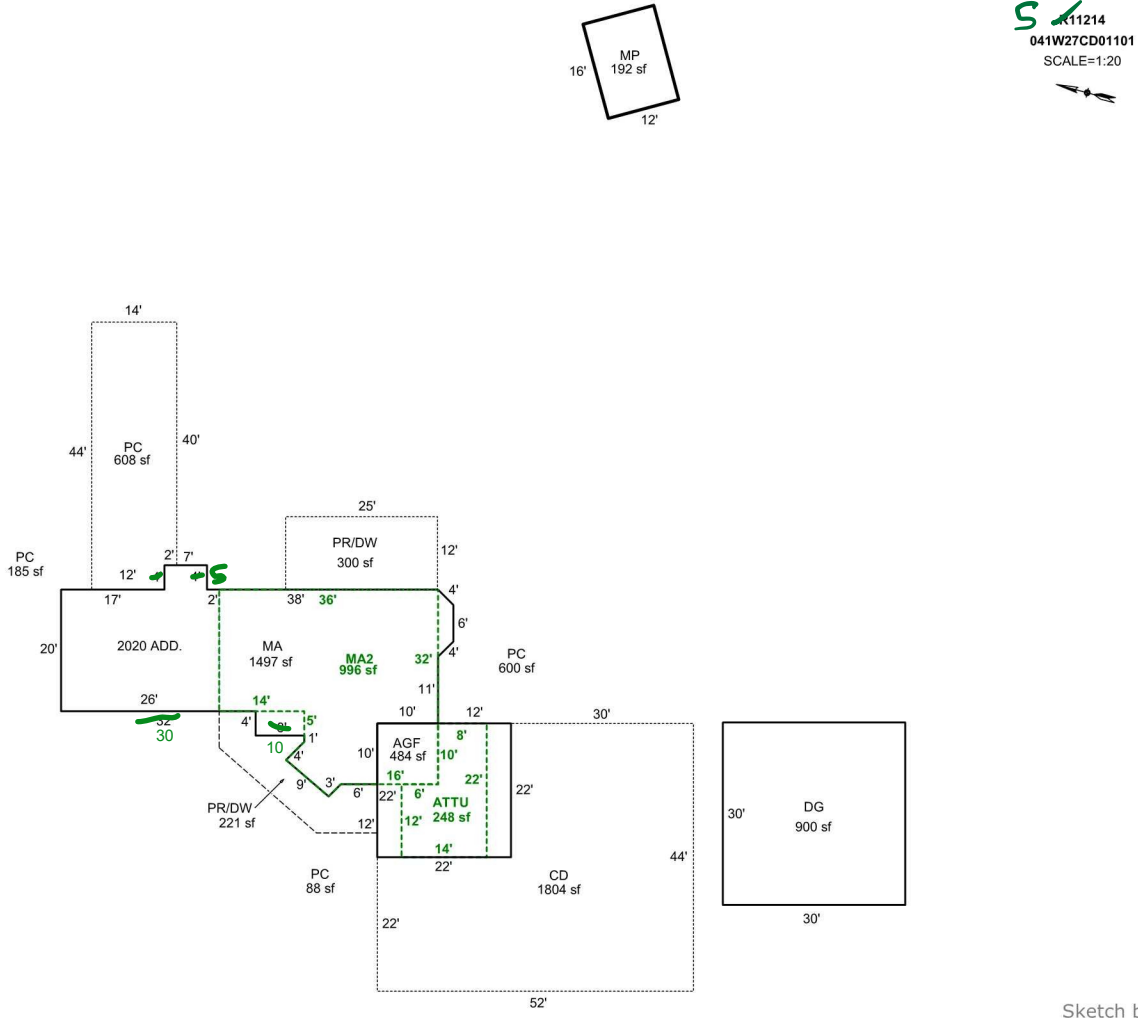 S R11214
041W27CD01101
SCALE=1:20
MP
192 sf
16'
12'
14'
44'
PC
608 sf
40'
25'
PR/DW
300 sf
12'
PC
185 sf
2' 7'
12'
S
17'
2'
38'
36'
4'
6'
20'
2020 ADD.
MA
1497 sf
MA2
996 sf
32'
4'
PC
600 sf
11'
26'
32'
30
14'
4'
5'
10
1'
10'
12'
30'
AGF
484 sf
8'
10'
10'
4'
9'
3'
6'
16'
22'
6'
22'
22'
ATTU
248 sf
12'
14'
22'
PR/DW
221 sf
12'
PC
88 sf
CD
1804 sf
44'
22'
52'
30'
DG
900 sf
30'
Sketch b